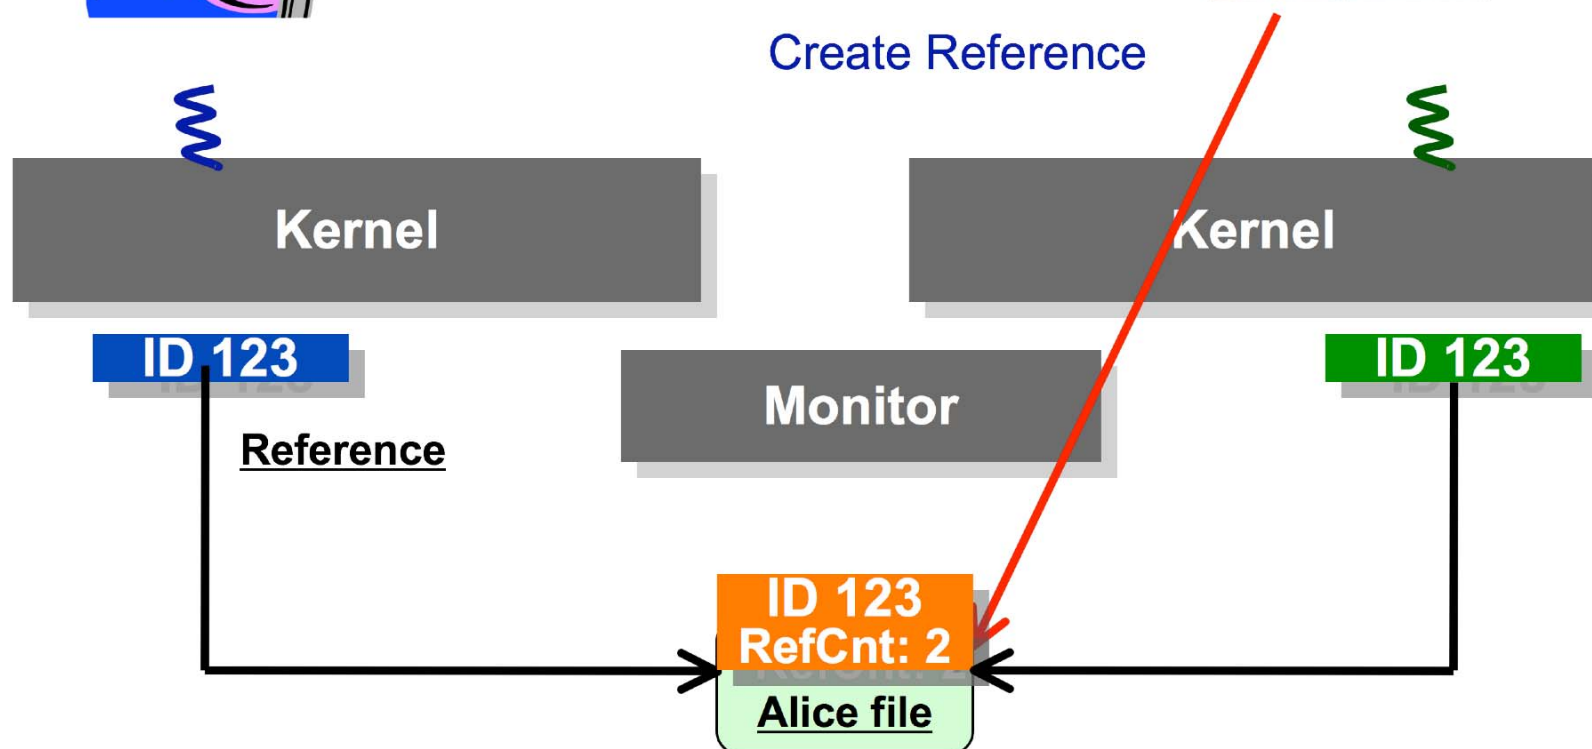 Create Reference
Kernel
Kernel
ID 123
ID 123
Monitor
Reference
ID 123
RefCnt: 2
Alice file